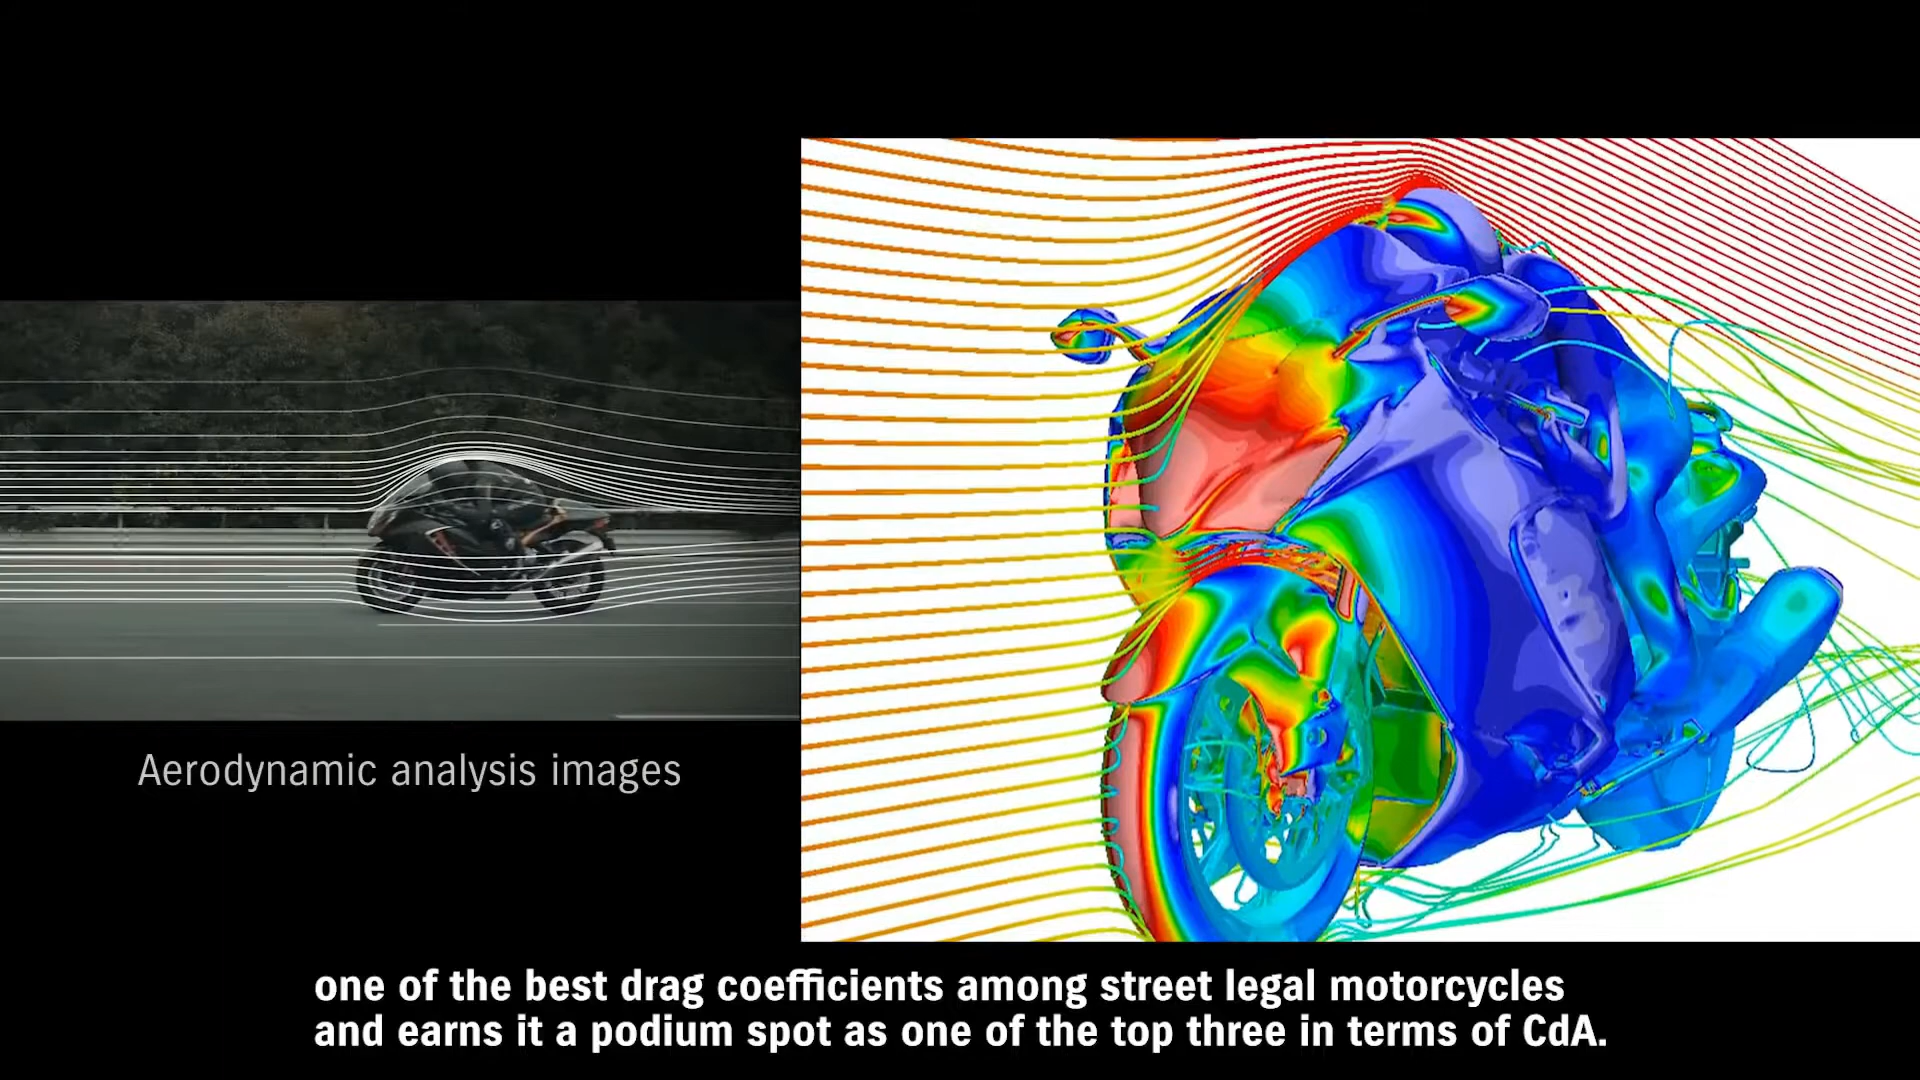 Aerodynamic analysis images
one of the best drag coefficients among street legal motorcycles
and earns it a podium spot as one of the top three in terms of CdA.